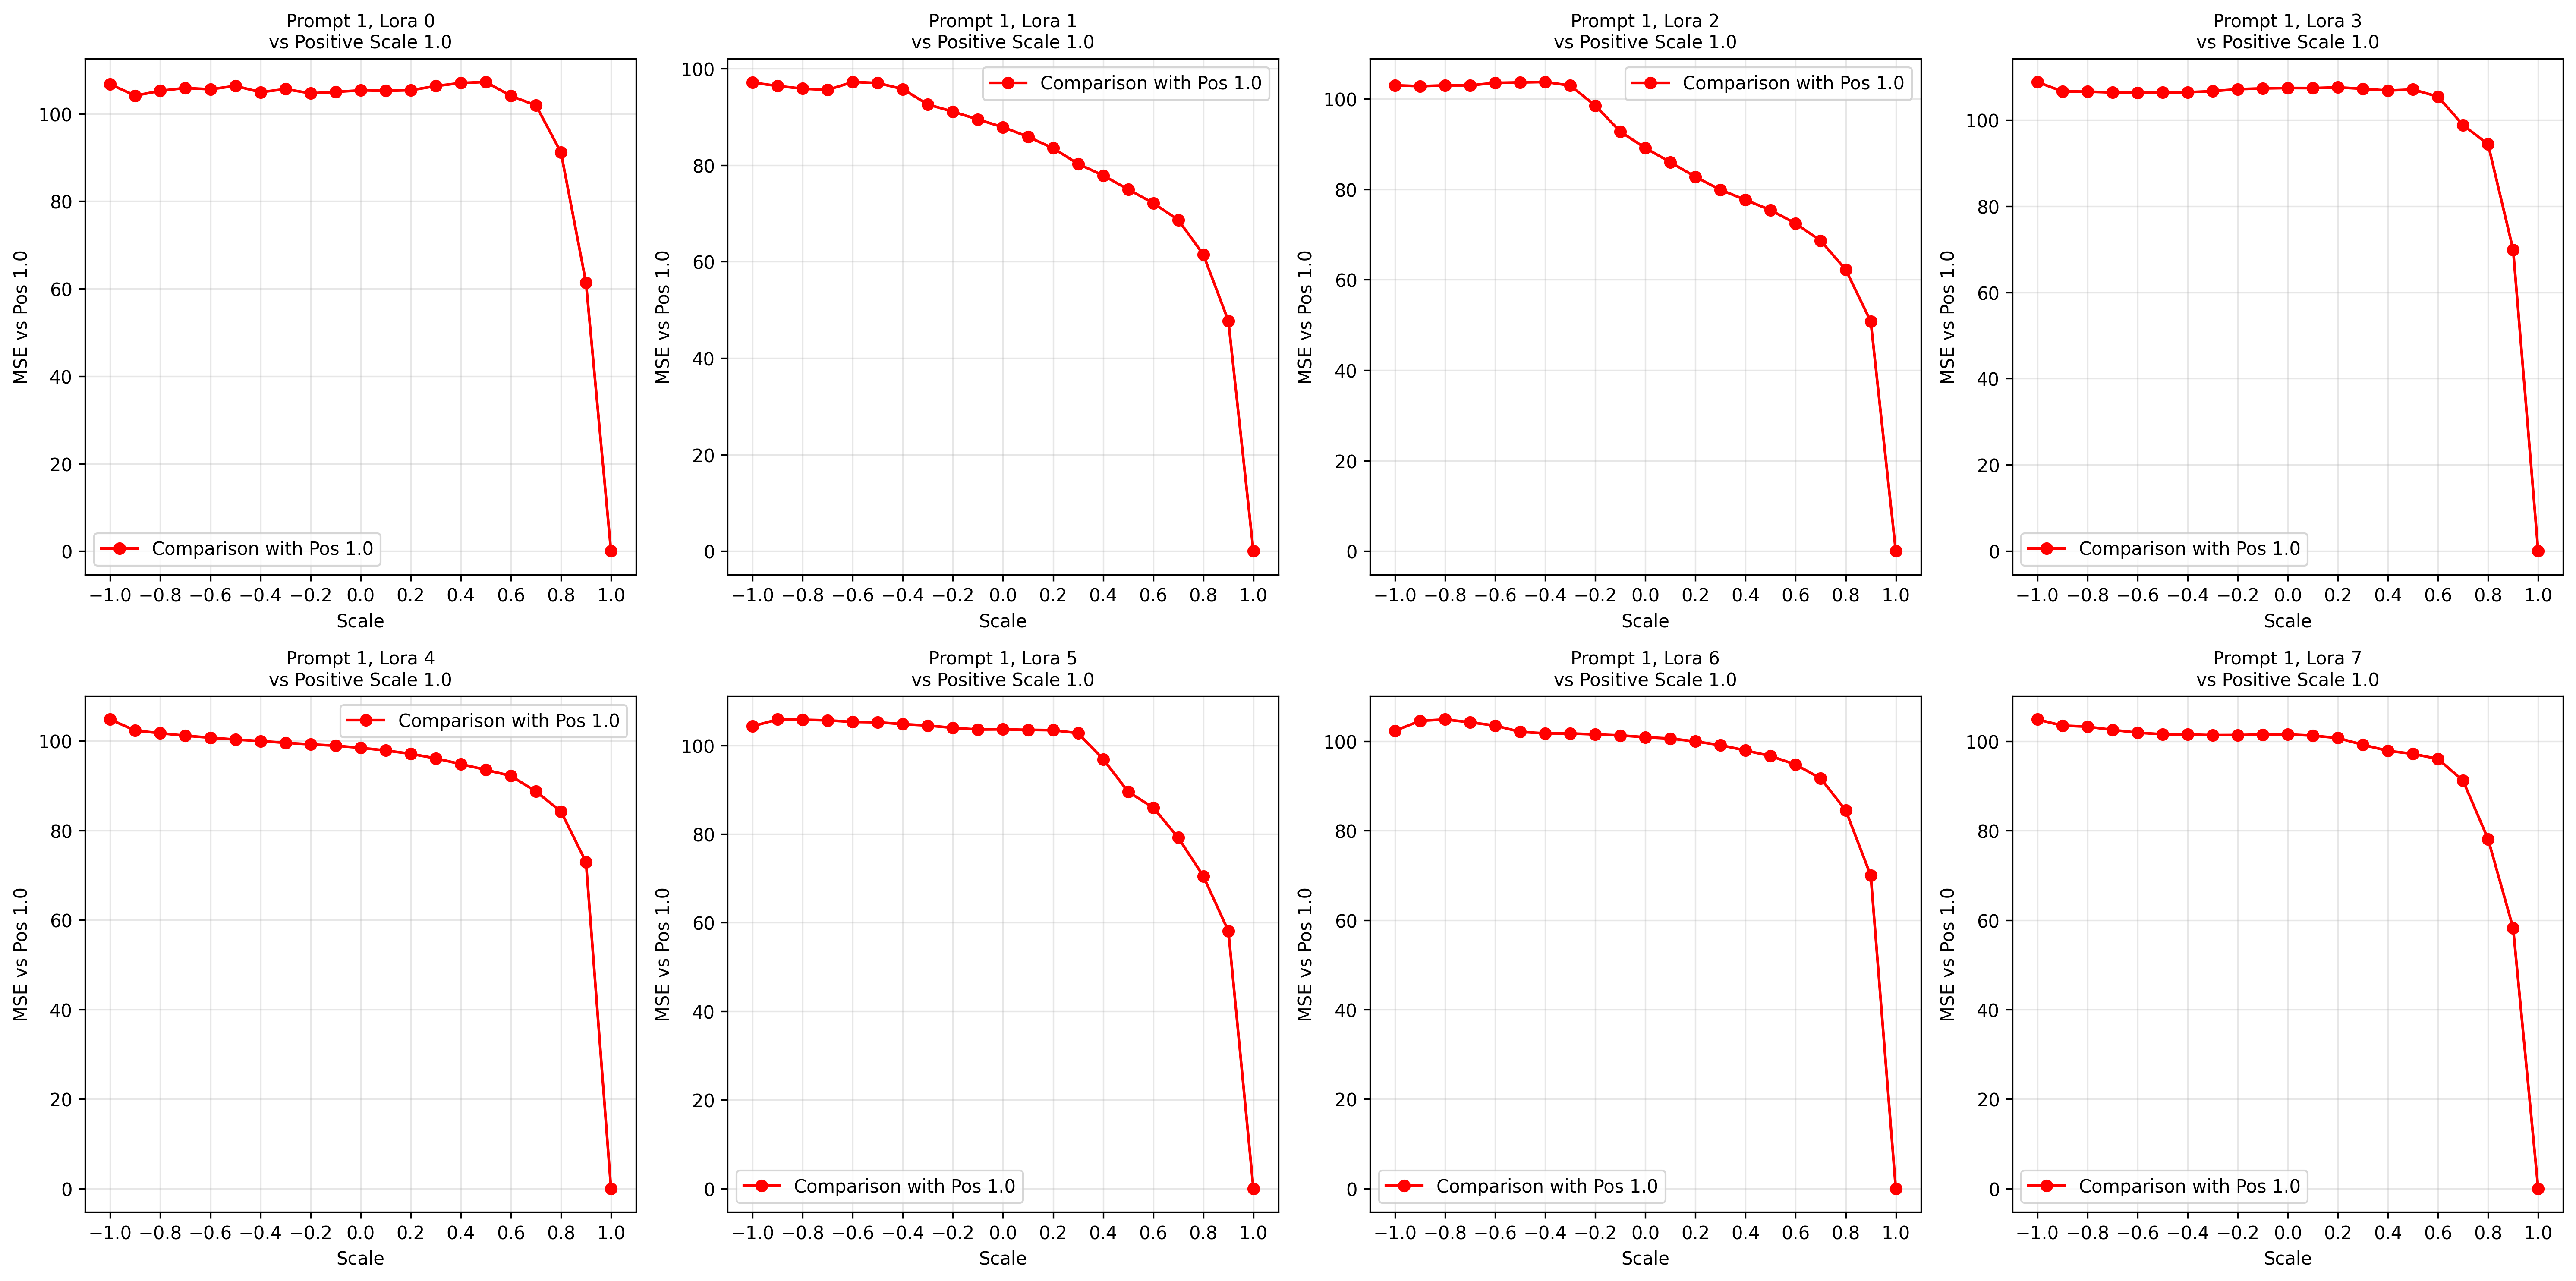 Prompt 1, Lora 0
vs Positive Scale 1.0
MSE vs Pos 1.0
100
80
60
40
20
0
Comparison with Pos 1.0
−1.0 −0.8 −0.6 −0.4 −0.2 0.0 0.2 0.4 0.6 0.8 1.0
Scale
Prompt 1, Lora 1
vs Positive Scale 1.0
MSE vs Pos 1.0
100
80
60
40
20
0
Comparison with Pos 1.0
−1.0 −0.8 −0.6 −0.4 −0.2 0.0 0.2 0.4 0.6 0.8 1.0
Scale
Prompt 1, Lora 2
vs Positive Scale 1.0
MSE vs Pos 1.0
100
80
60
40
20
0
Comparison with Pos 1.0
−1.0 −0.8 −0.6 −0.4 −0.2 0.0 0.2 0.4 0.6 0.8 1.0
Scale
Prompt 1, Lora 3
vs Positive Scale 1.0
MSE vs Pos 1.0
100
80
60
40
20
0
Comparison with Pos 1.0
−1.0 −0.8 −0.6 −0.4 −0.2 0.0 0.2 0.4 0.6 0.8 1.0
Scale
Prompt 1, Lora 4
vs Positive Scale 1.0
MSE vs Pos 1.0
100
80
60
40
20
0
Comparison with Pos 1.0
−1.0 −0.8 −0.6 −0.4 −0.2 0.0 0.2 0.4 0.6 0.8 1.0
Scale
Prompt 1, Lora 5
vs Positive Scale 1.0
MSE vs Pos 1.0
100
80
60
40
20
0
Comparison with Pos 1.0
−1.0 −0.8 −0.6 −0.4 −0.2 0.0 0.2 0.4 0.6 0.8 1.0
Scale
Prompt 1, Lora 6
vs Positive Scale 1.0
MSE vs Pos 1.0
100
80
60
40
20
0
Comparison with Pos 1.0
−1.0 −0.8 −0.6 −0.4 −0.2 0.0 0.2 0.4 0.6 0.8 1.0
Scale
Prompt 1, Lora 7
vs Positive Scale 1.0
MSE vs Pos 1.0
100
80
60
40
20
0
Comparison with Pos 1.0
−1.0 −0.8 −0.6 −0.4 −0.2 0.0 0.2 0.4 0.6 0.8 1.0
Scale